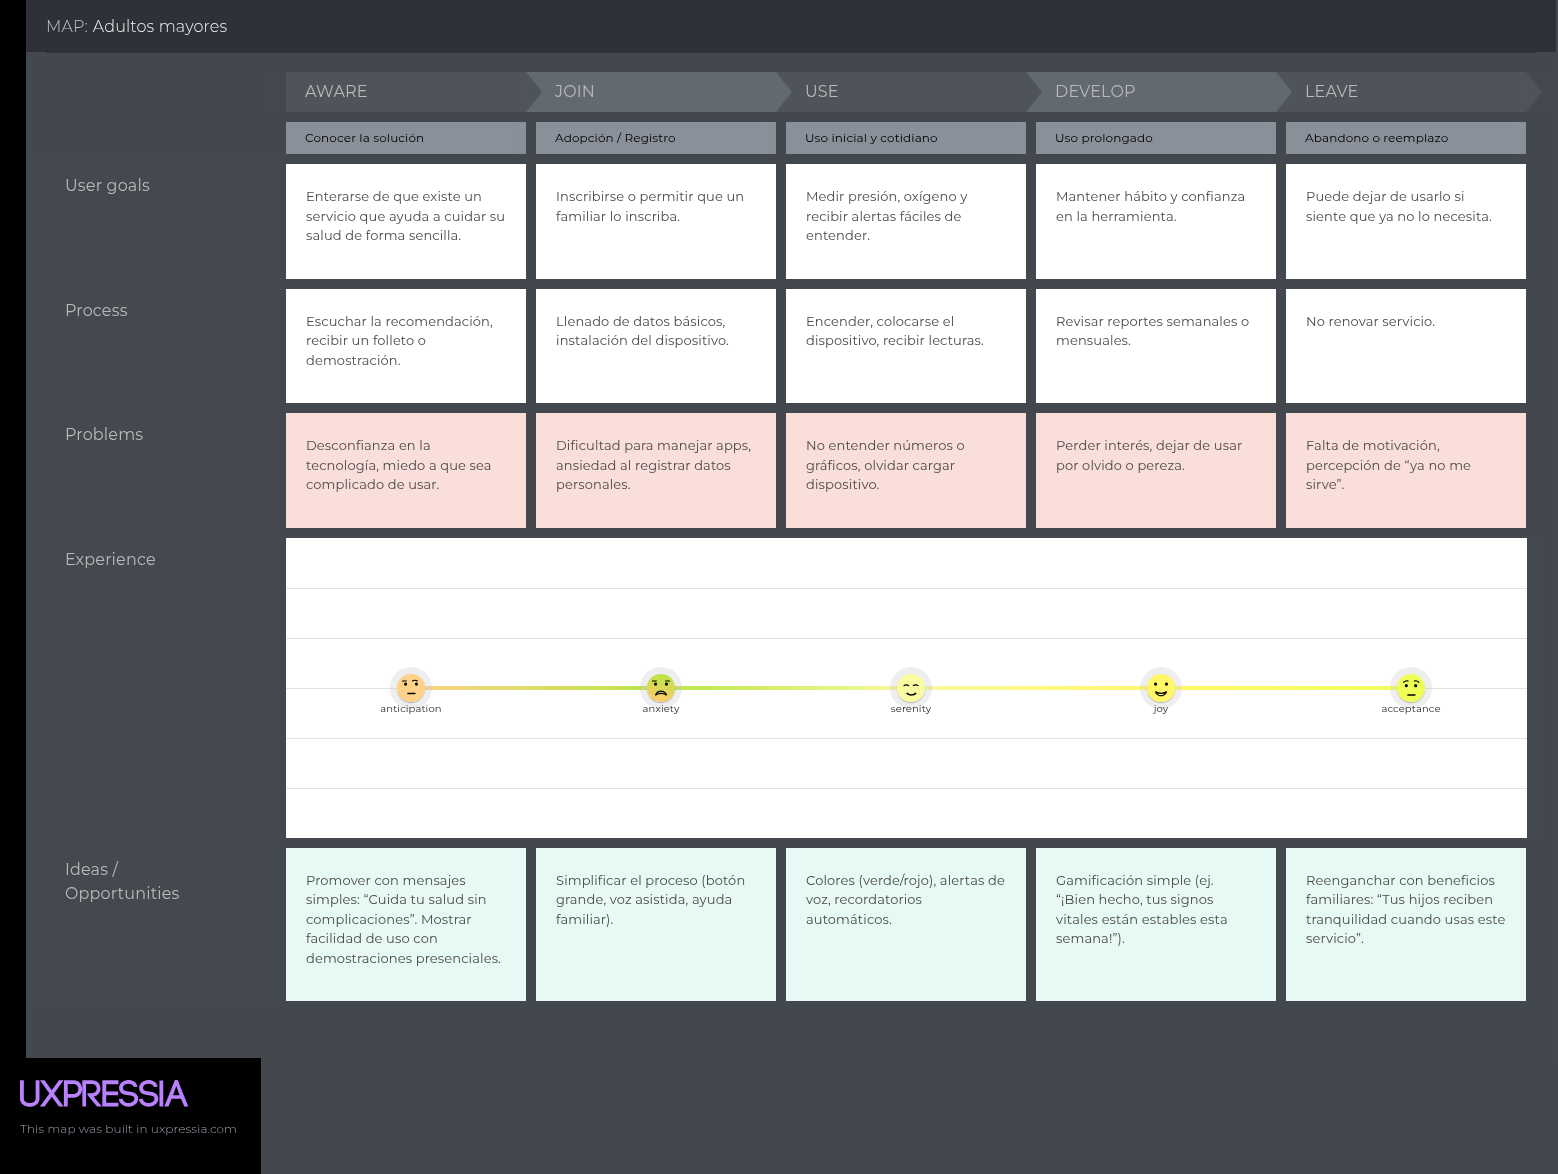 MAP: Adultos mayores
AWARE
JOIN
USE
DEVELOP
LEAVE
Conocer la solución
Adopción / Registro
Uso inicial y cotidiano
Uso prolongado
Abandono o reemplazo
User goals
Enterarse de que existe un
servicio que ayuda a cuidar su
salud de forma sencilla.
Inscribirse o permitir que un
familiar lo inscriba.
Medir presión, oxígeno y
recibir alertas fáciles de
entender.
Mantener hábito y confianza
en la herramienta.
Puede dejar de usarlo si
siente que ya no lo necesita.
Process
Escuchar la recomendación,
recibir un folleto o
demostración.
Llenado de datos básicos,
instalación del dispositivo.
Encender, colocarse el
dispositivo, recibir lecturas.
Revisar reportes semanales o
mensuales.
No renovar servicio.
Problems
Desconfianza en la
tecnología, miedo a que sea
complicado de usar.
Dificultad para manejar apps,
ansiedad al registrar datos
personales.
No entender números o
gráficos, olvidar cargar
dispositivo.
Perder interés, dejar de usar
por olvido o pereza.
Falta de motivación,
percepción de “ya no me
sirve”.
Experience
anticipation
anxiety
serenity
joy
acceptance
Ideas /
Opportunities
Promover con mensajes
simples: “Cuida tu salud sin
complicaciones”. Mostrar
facilidad de uso con
demostraciones presenciales.
Simplificar el proceso (botón
grande, voz asistida, ayuda
familiar).
Colores (verde/rojo), alertas de
voz, recordatorios
automáticos.
Gamificación simple (ej.
“¡Bien hecho, tus signos
vitales están estables esta
semana!”).
Reenganchar con beneficios
familiares: “Tus hijos reciben
tranquilidad cuando usas este
servicio”.
UXPRESSIA
This map was built in uxpressia.com